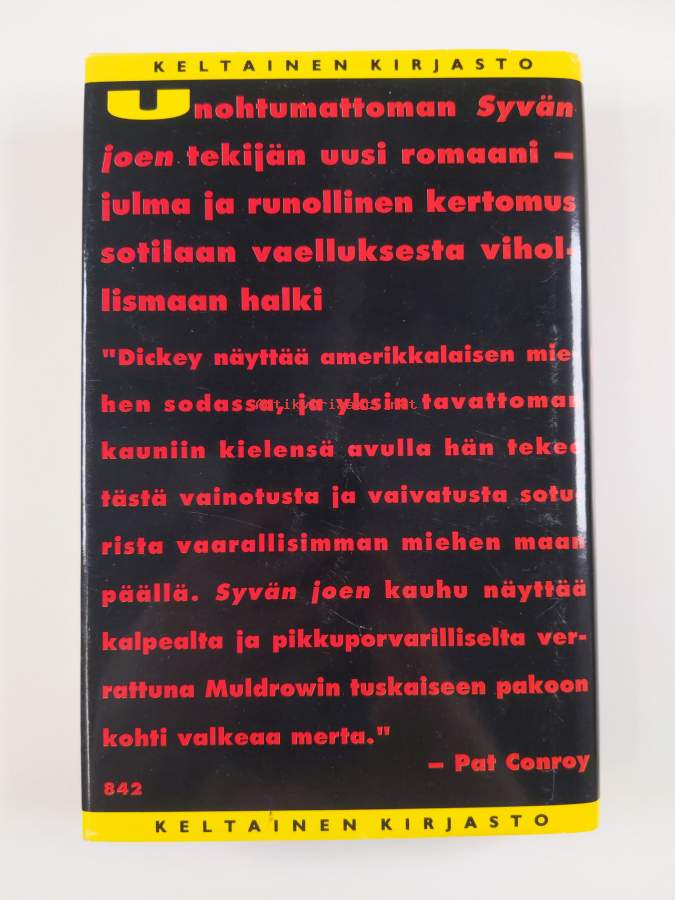 KELTAINEN KIRJASTO
Unohtumattoman Syvän
joen tekijän uusi romaani –
julma ja runollinen kertomus
sotilaan vaelluksesta vihol-
lismaan halki
"Dickey näyttää amerikkalaisen mie-
hen sodassa, ja yksin tavattoman
kauniin kielensä avulla hän tekee
tästä vainotusta ja vaivatusta sotu-
rista vaarallisimman miehen maan
päällä. Syvän joen kauhu näyttää
kalpealta ja pikkuporvarilliselta ver-
rattuna Muldrowin tuskaiseen pakoon
kohti valkeaa merta."
– Pat Conroy
842
KELTAINEN KIRJASTO